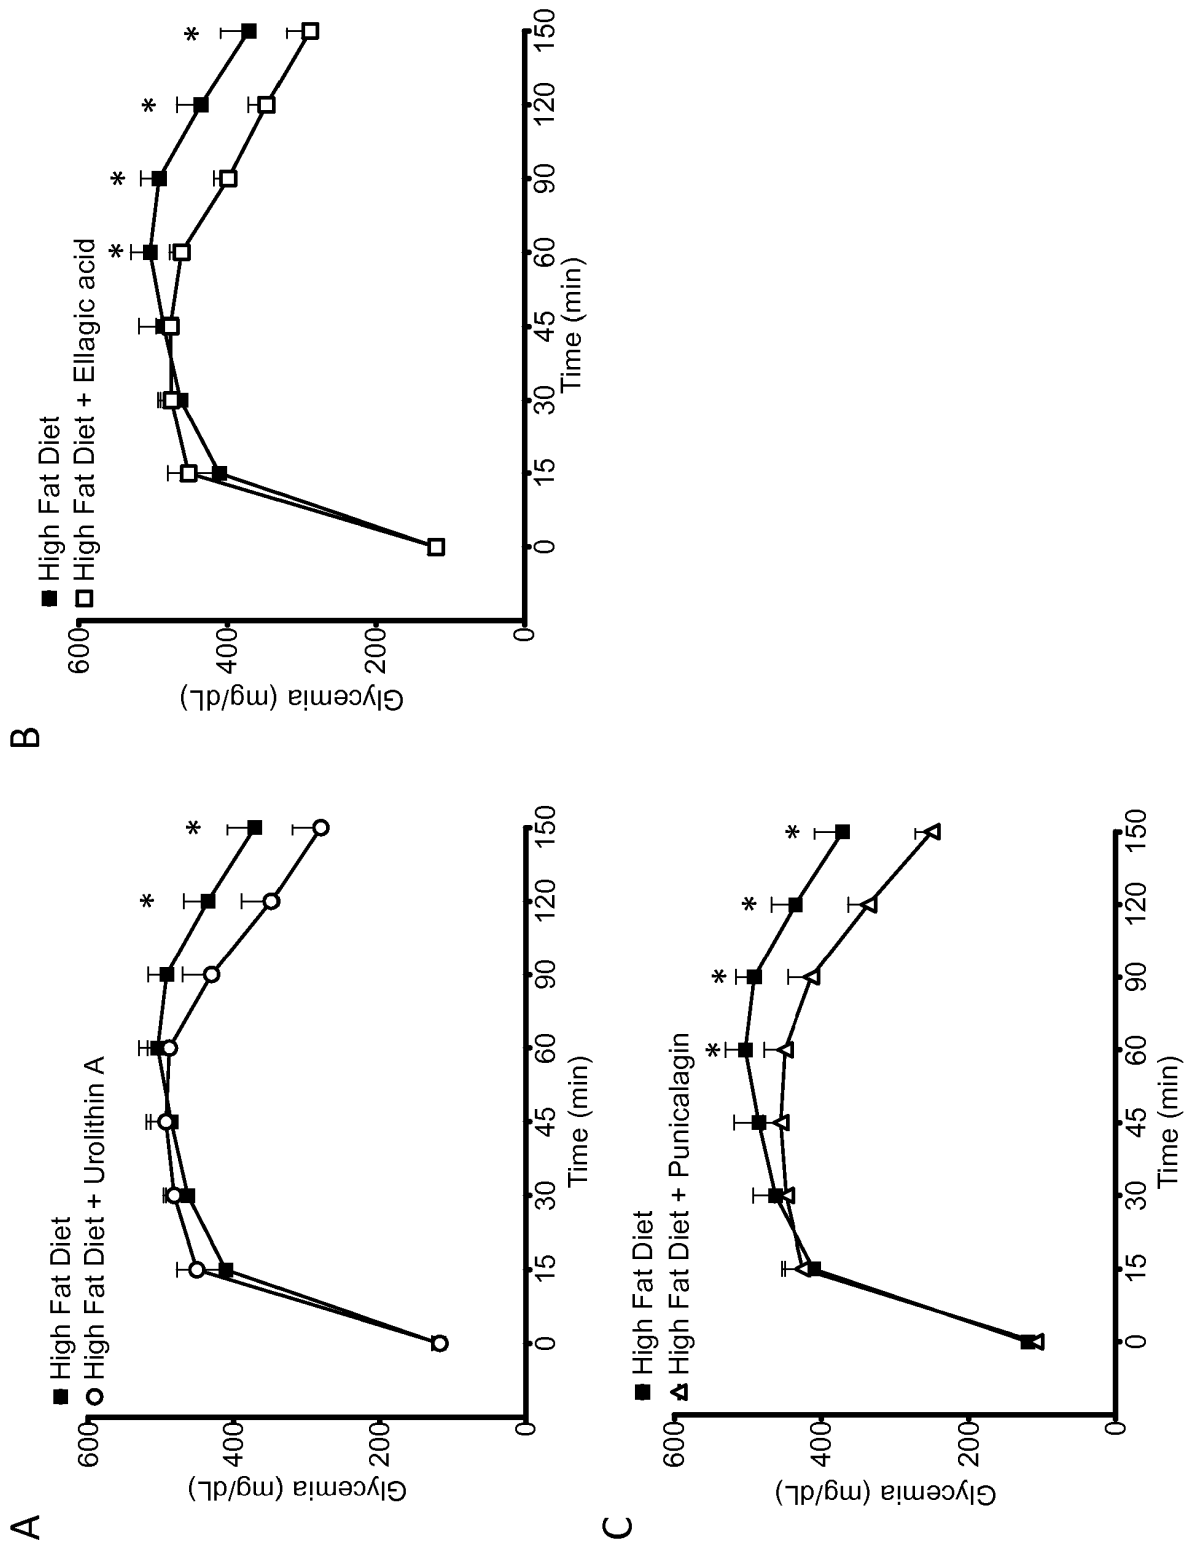 A
High Fat Diet
High Fat Diet + Urolithin A
Glycemia (mg/dL)
600
400
200
0
* *
0 15 30 45 60 90 120 150
Time (min)
B
High Fat Diet
High Fat Diet + Ellagic acid
Glycemia (mg/dL)
600
400
200
0
* * * *
0 15 30 45 60 90 120 150
Time (min)
C
High Fat Diet
High Fat Diet + Punicalagin
Glycemia (mg/dL)
600
400
200
0
* * * *
0 15 30 45 60 90 120 150
Time (min)